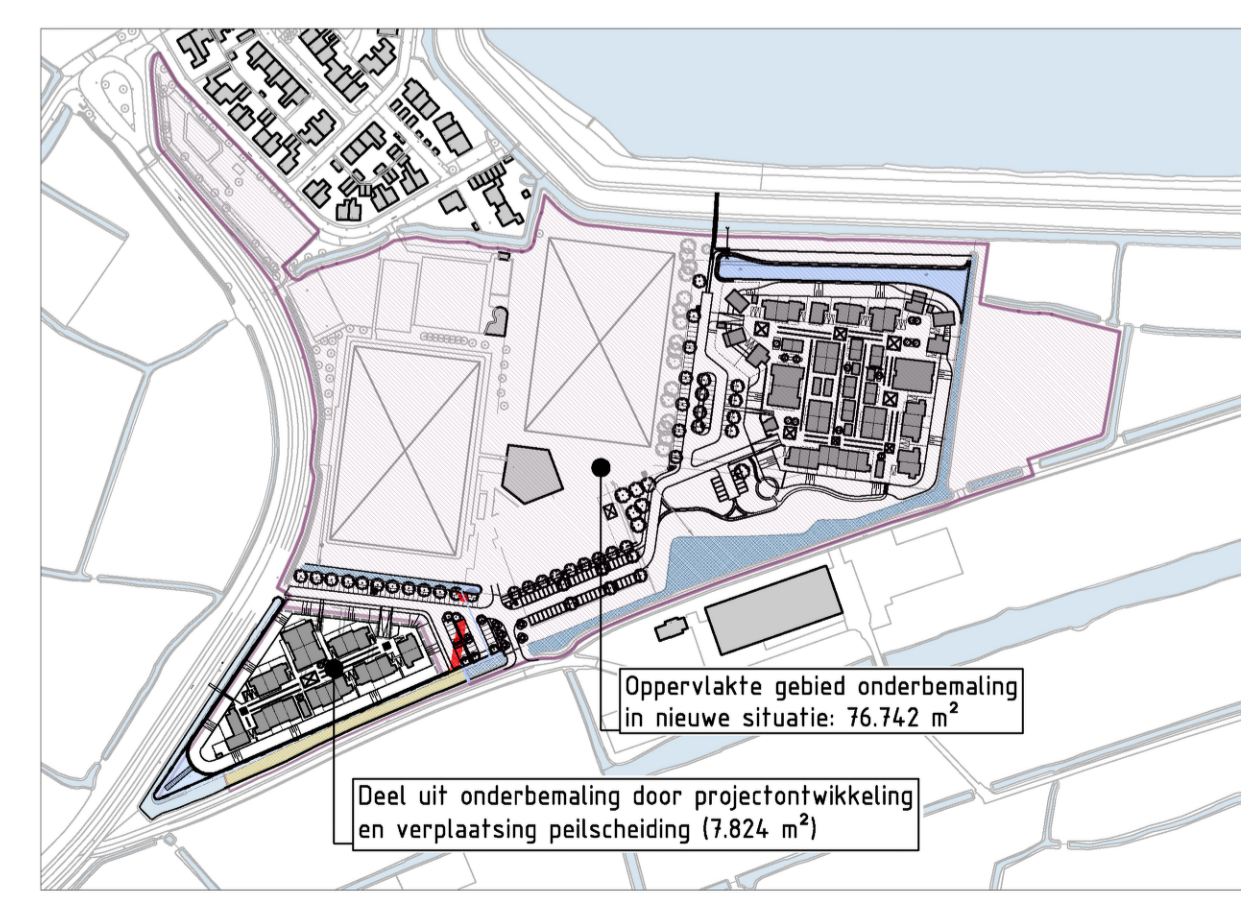 Oppervlakte gebied onderbemaling
in nieuwe situatie: 76.742 m²
Deel uit onderbemaling door projectontwikkeling
en verplaatsing peilscheiding (7.824 m²)